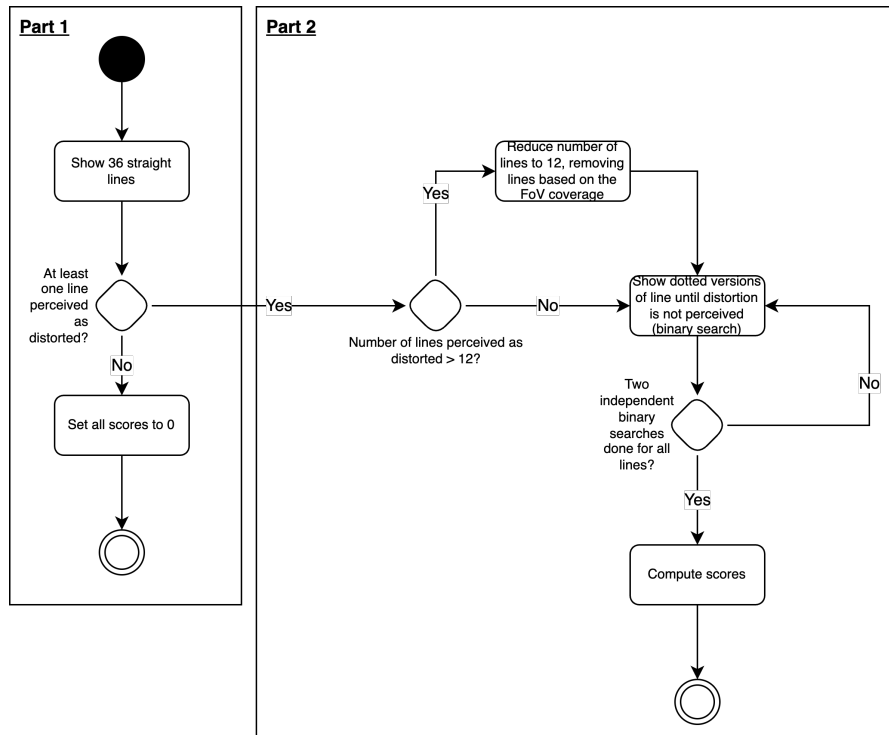 Part 1
Show 36 straight
lines
At least
one line
perceived
as
distorted?
No
Set all scores to 0
Yes
Part 2
Number of lines perceived as
distorted > 12?
Yes
Reduce number of
lines to 12, removing
lines based on the
FoV coverage
No
Show dotted versions
of line until distortion
is not perceived
(binary search)
Two
independent
binary
searches
done for all
lines?
No
Yes
Compute scores